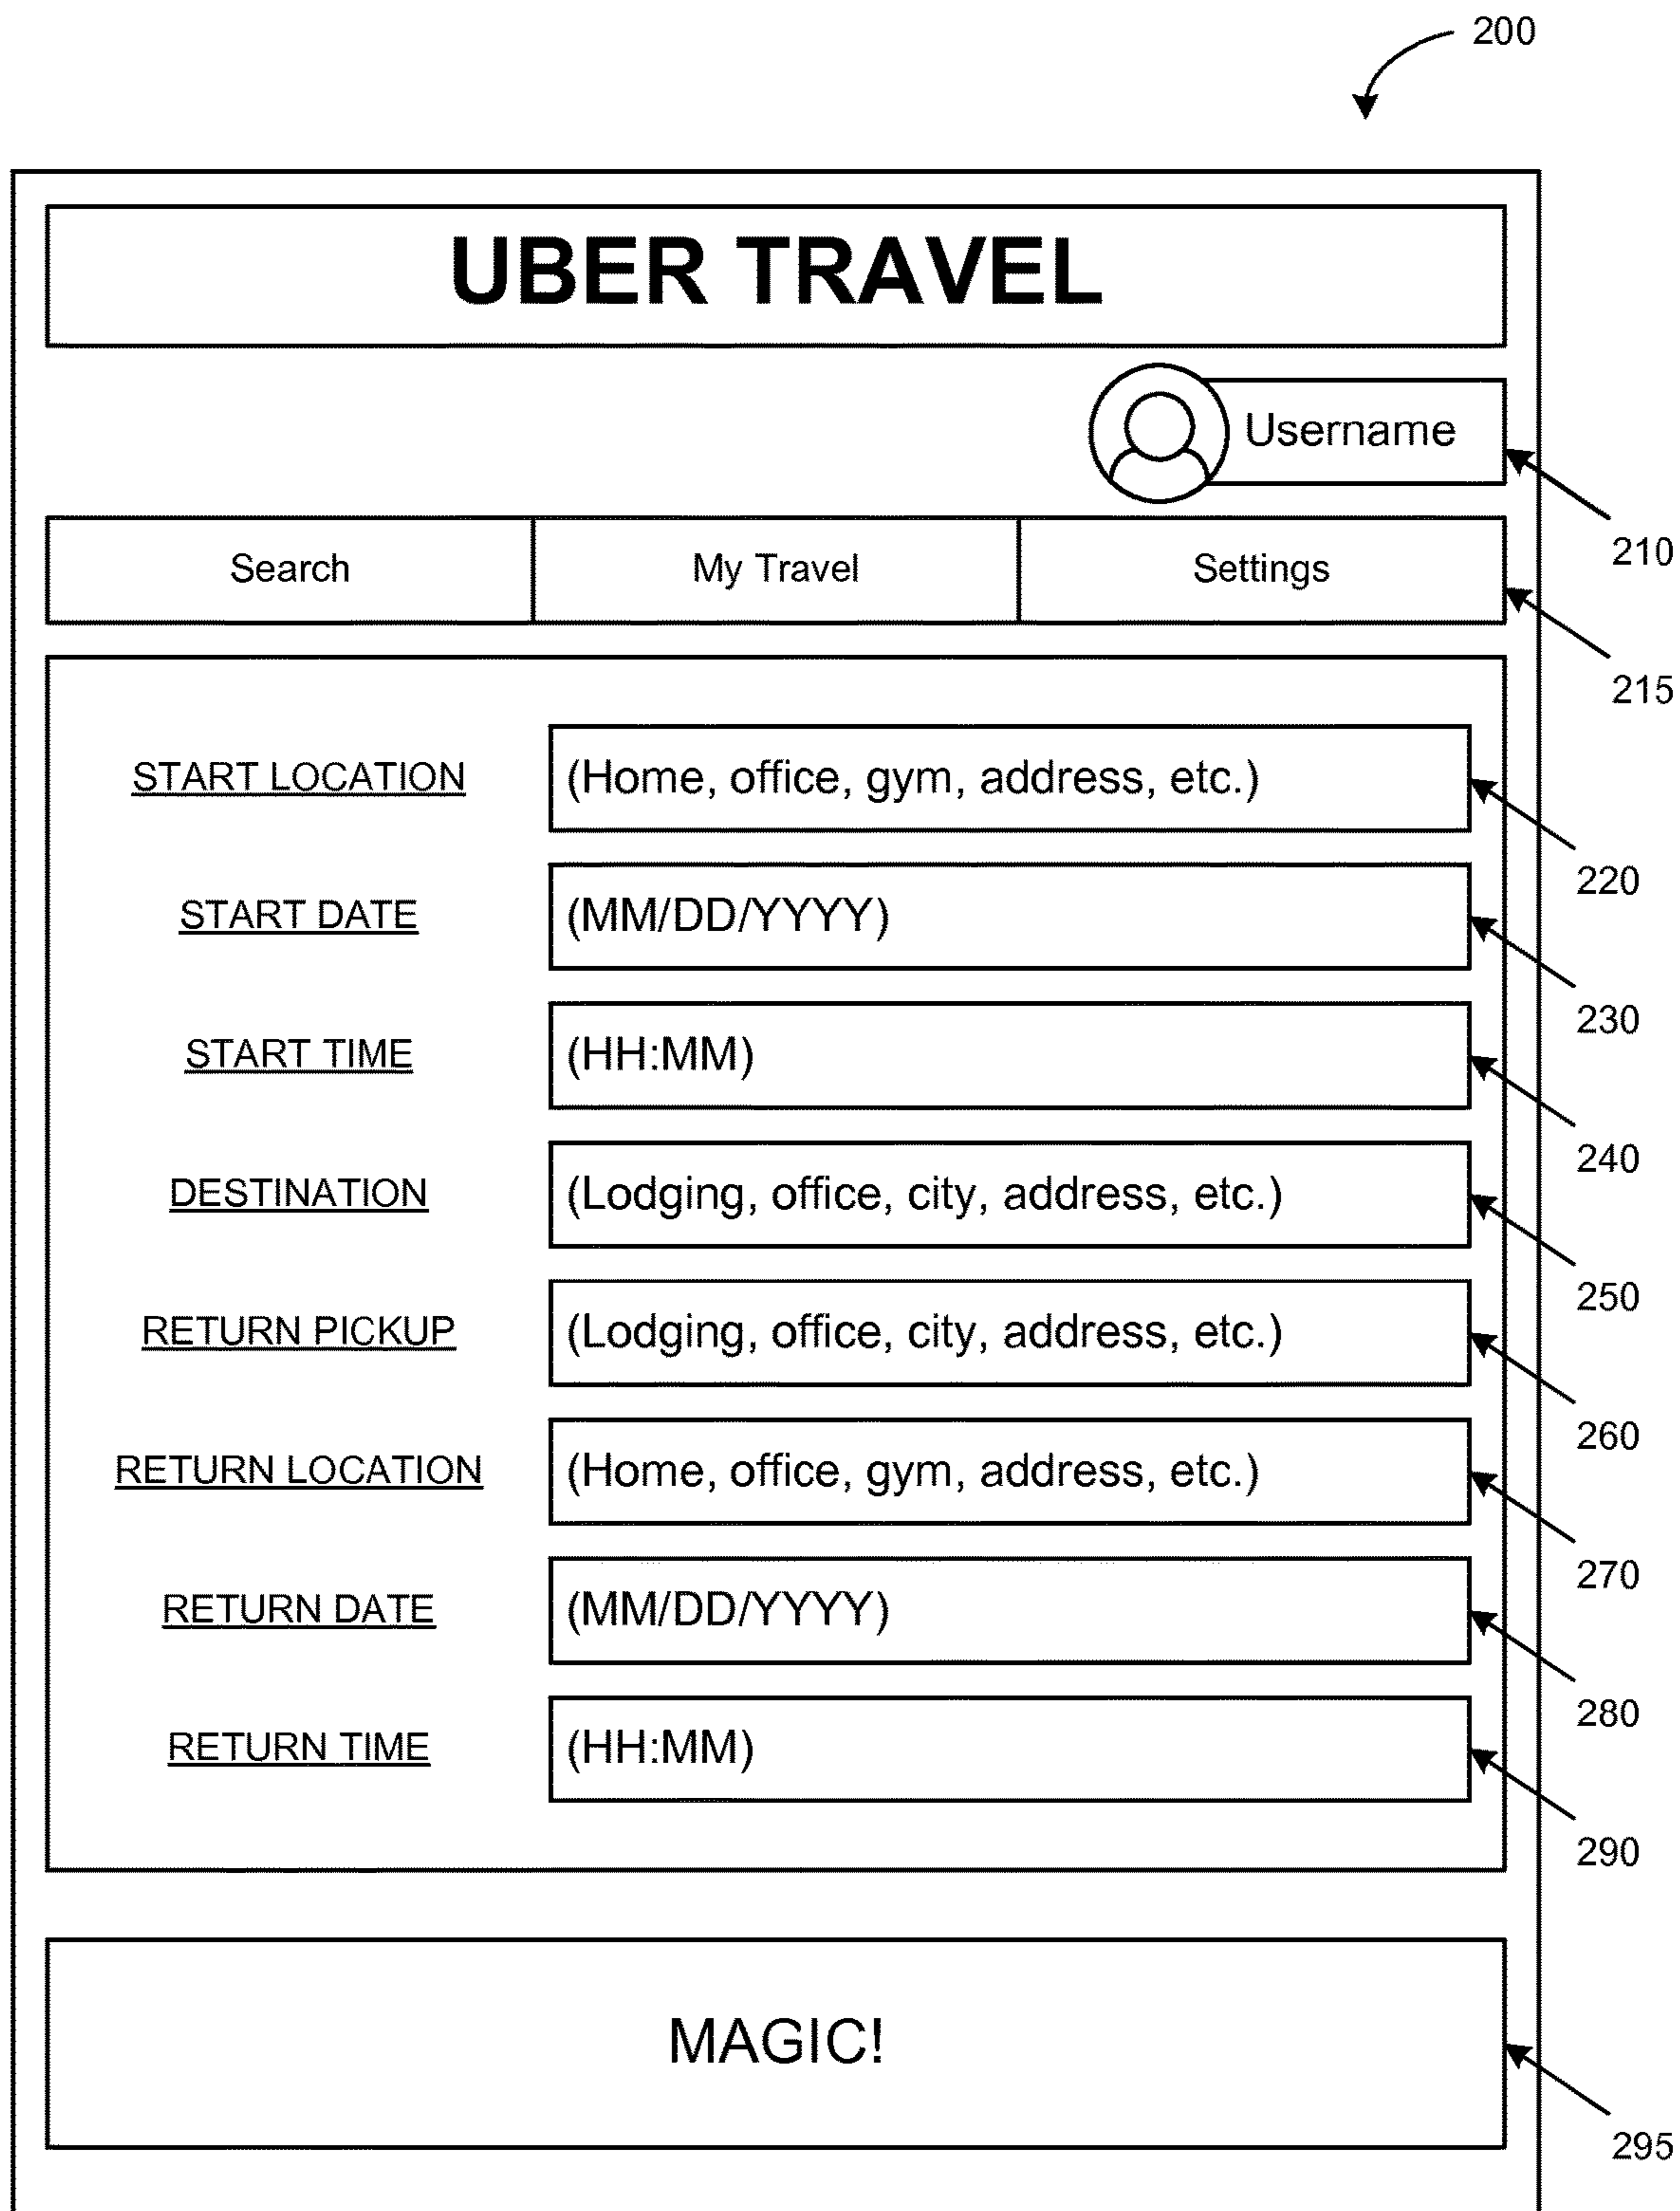 200
UBER TRAVEL
Username
210
Search My Travel Settings
215
START LOCATION (Home, office, gym, address, etc.)
220
START DATE (MM/DD/YYYY)
230
START TIME (HH:MM)
240
DESTINATION (Lodging, office, city, address, etc.)
250
RETURN PICKUP (Lodging, office, city, address, etc.)
260
RETURN LOCATION (Home, office, gym, address, etc.)
270
RETURN DATE (MM/DD/YYYY)
280
RETURN TIME (HH:MM)
290
MAGIC!
295